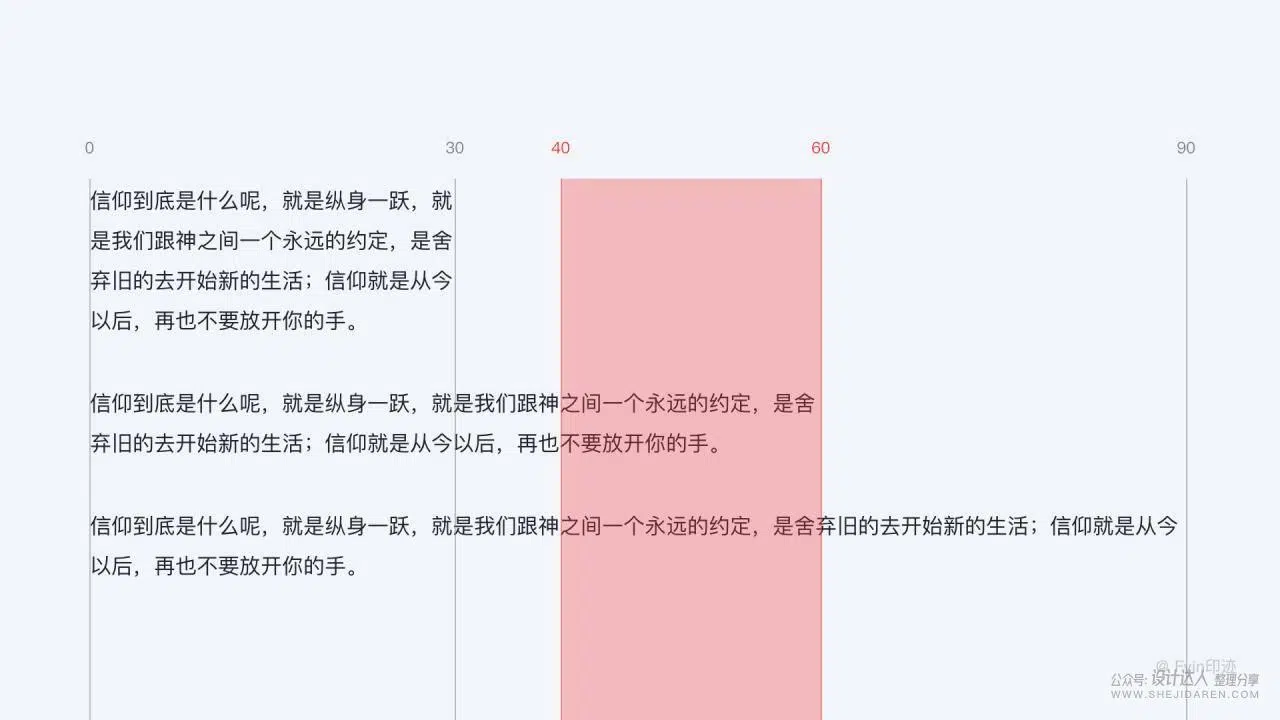 0 30 40 60 90
信仰到底是什么呢，就是纵身一跃，就
是我们跟神之间一个永远的约定，是舍
弃旧的去开始新的生活；信仰就是从今
以后，再也不要放开你的手。
信仰到底是什么呢，就是纵身一跃，就是我们跟神之间一个永远的约定，是舍
弃旧的去开始新的生活；信仰就是从今以后，再也不要放开你的手。
信仰到底是什么呢，就是纵身一跃，就是我们跟神之间一个永远的约定，是舍弃旧的去开始新的生活；信仰就是从今
以后，再也不要放开你的手。
@ Evin印迹
公众号: 设计达人 整理分享
WWW.SHEJIDAREN.COM